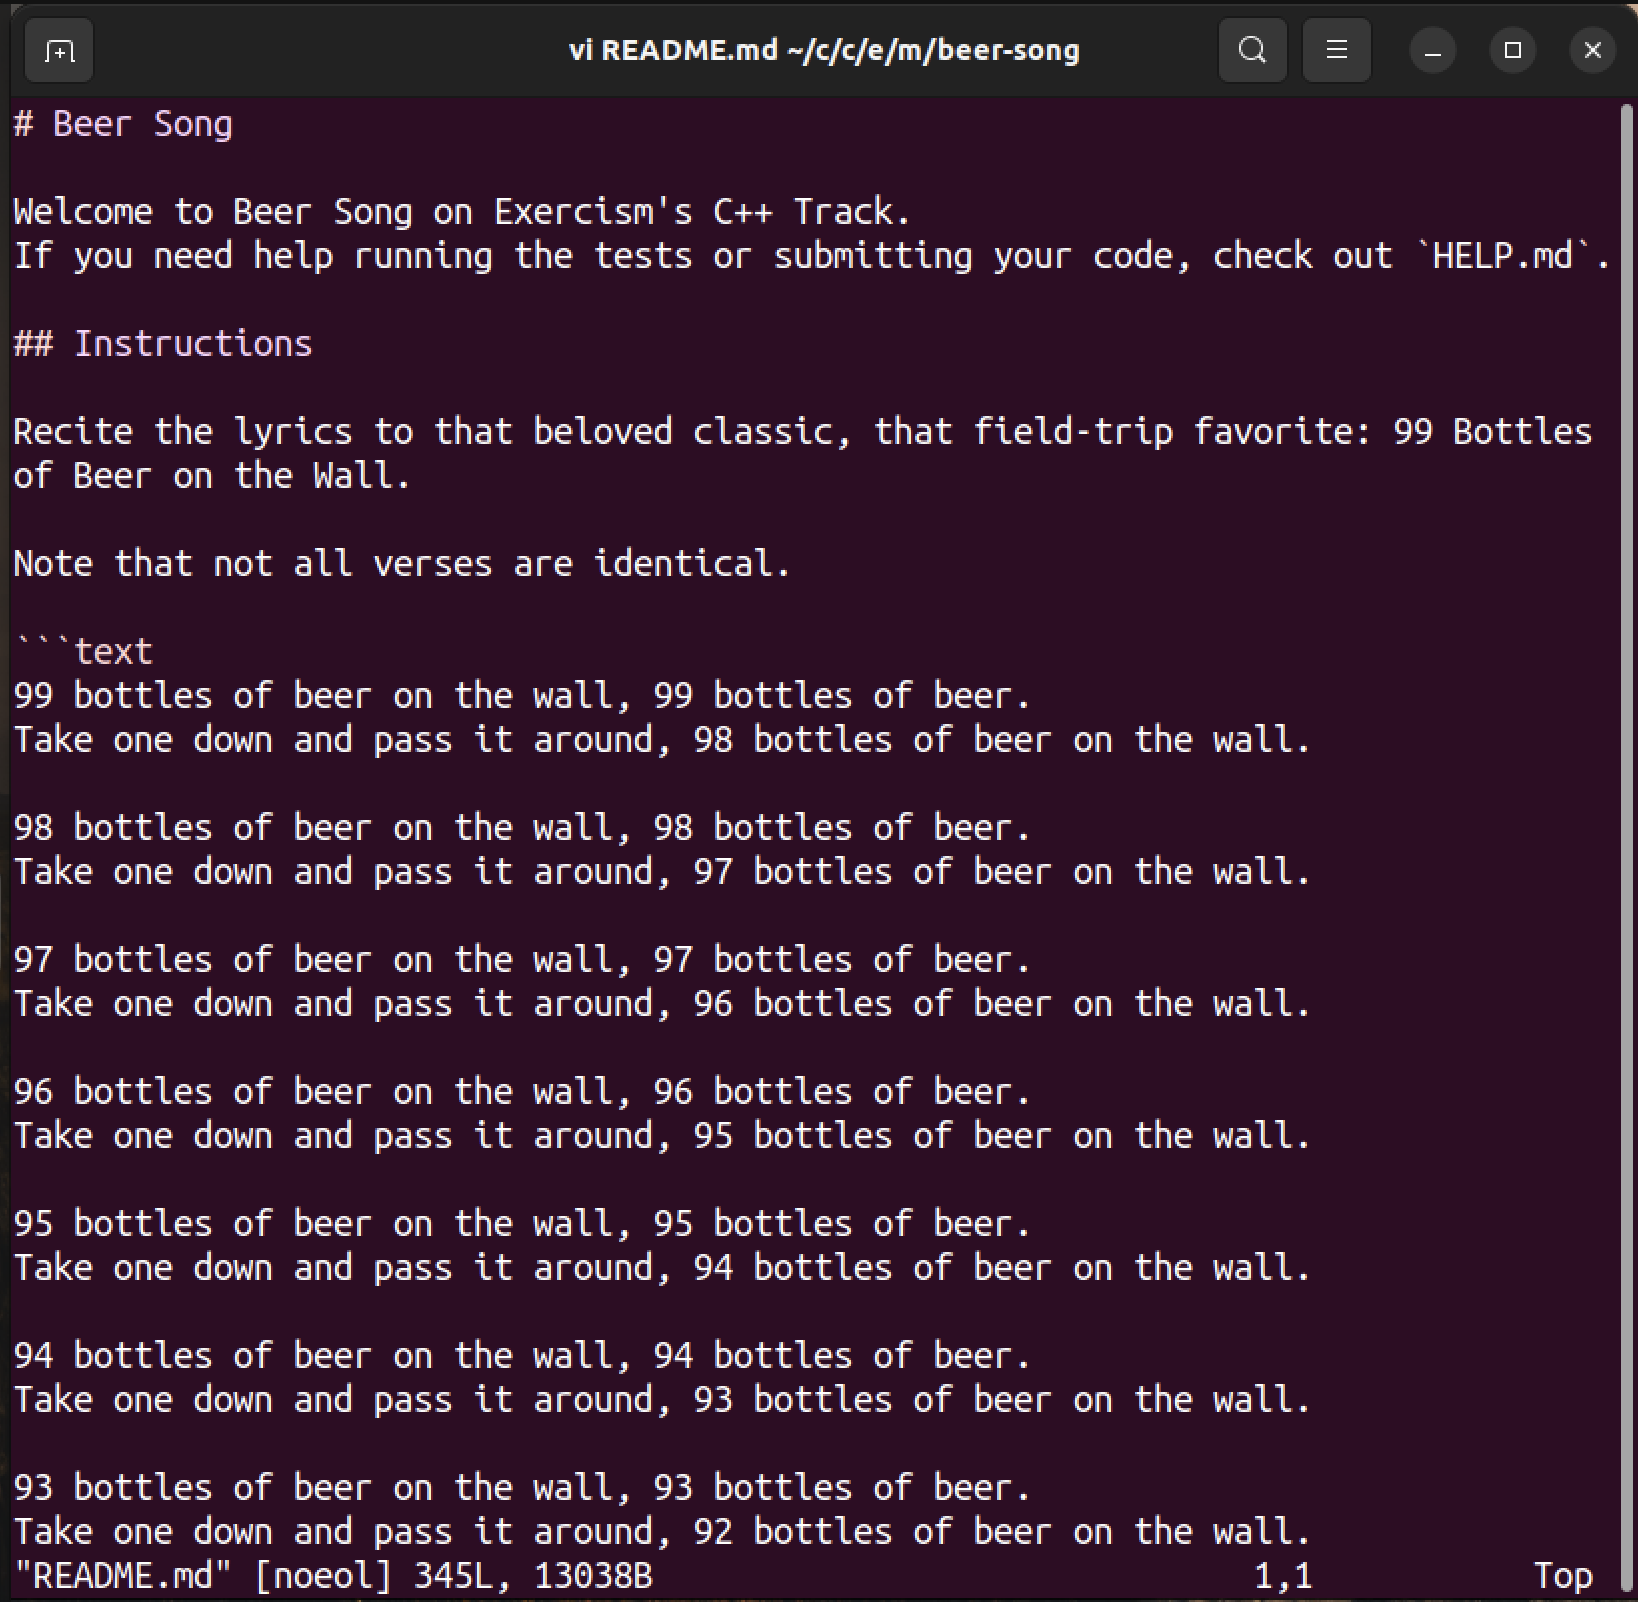 vi README.md ~/c/c/e/m/beer-song
# Beer Song

Welcome to Beer Song on Exercism's C++ Track.
If you need help running the tests or submitting your code, check out `HELP.md`.

## Instructions

Recite the lyrics to that beloved classic, that field-trip favorite: 99 Bottles
of Beer on the Wall.

Note that not all verses are identical.

```text
99 bottles of beer on the wall, 99 bottles of beer.
Take one down and pass it around, 98 bottles of beer on the wall.

98 bottles of beer on the wall, 98 bottles of beer.
Take one down and pass it around, 97 bottles of beer on the wall.

97 bottles of beer on the wall, 97 bottles of beer.
Take one down and pass it around, 96 bottles of beer on the wall.

96 bottles of beer on the wall, 96 bottles of beer.
Take one down and pass it around, 95 bottles of beer on the wall.

95 bottles of beer on the wall, 95 bottles of beer.
Take one down and pass it around, 94 bottles of beer on the wall.

94 bottles of beer on the wall, 94 bottles of beer.
Take one down and pass it around, 93 bottles of beer on the wall.

93 bottles of beer on the wall, 93 bottles of beer.
Take one down and pass it around, 92 bottles of beer on the wall.
"README.md" [noeol] 345L, 13038B 1,1 Top